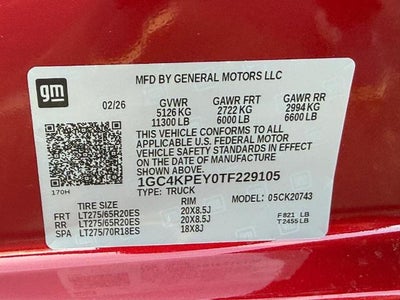 gm
MFD BY GENERAL MOTORS LLC
02/26 GVWR GAWR FRT GAWR RR
5126 KG 2722 KG 2994 KG
11300 LB 6000 LB 6600 LB
THIS VEHICLE CONFORMS TO ALL
APPLICABLE U.S. FEDERAL MOTOR
VEHICLE SAFETY STANDARDS IN
EFFECT ON THE DATE OF MANUFACTURE
SHOWN ABOVE.
1GC4KPEY0TF229105
TYPE: TRUCK
170H
MODEL: 05CK20743
TIRE SIZE RIM
FRT LT275/65R20ES 20X8.5J F 821 LB
RR LT275/65R20ES 20X8.5J T 2455 LB
SPA LT275/70R18ES 18X8J